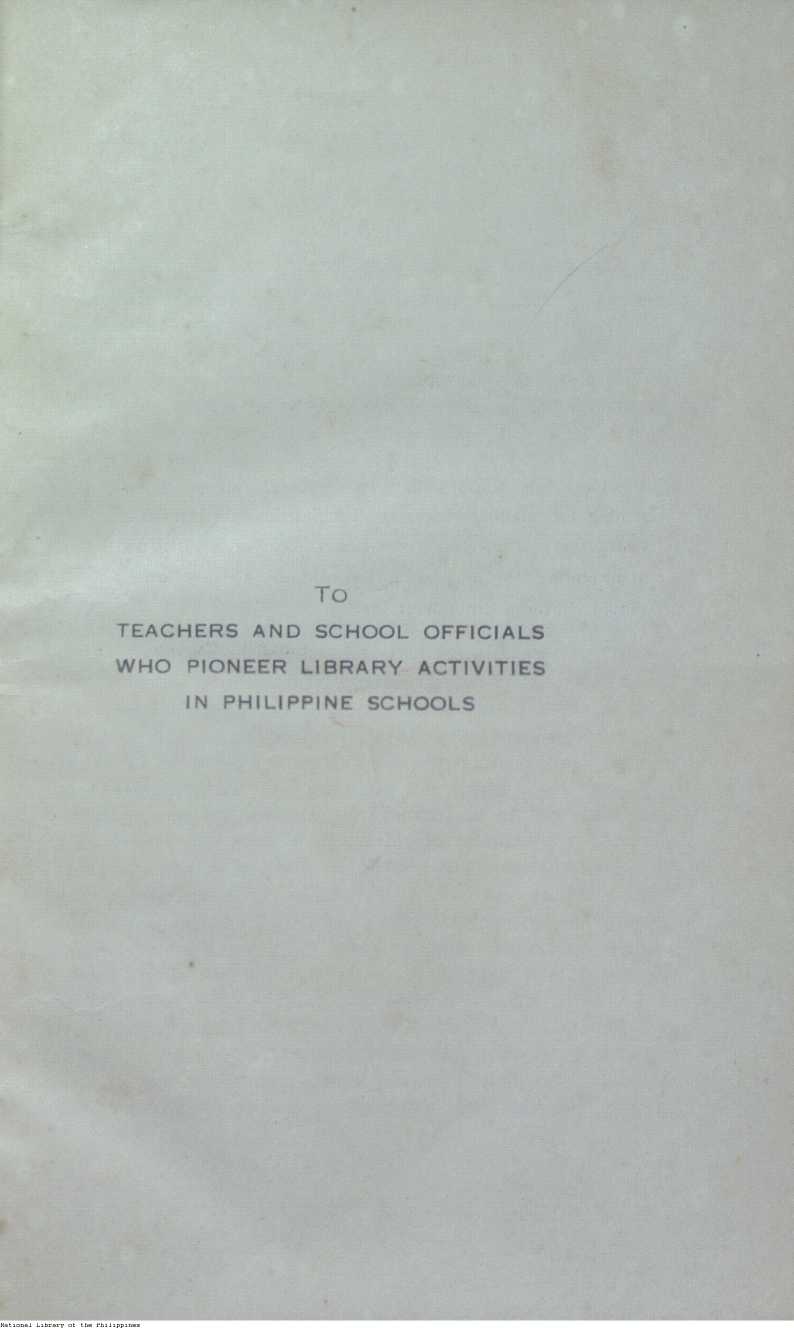 To
TEACHERS AND SCHOOL OFFICIALS
WHO PIONEER LIBRARY ACTIVITIES
IN PHILIPPINE SCHOOLS
National Library of the Philippines